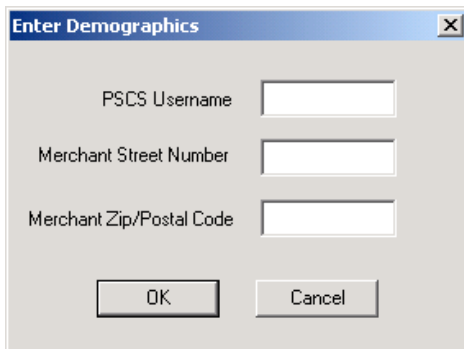 Enter Demographics
PSCS Username
Merchant Street Number
Merchant Zip/Postal Code
OK Cancel